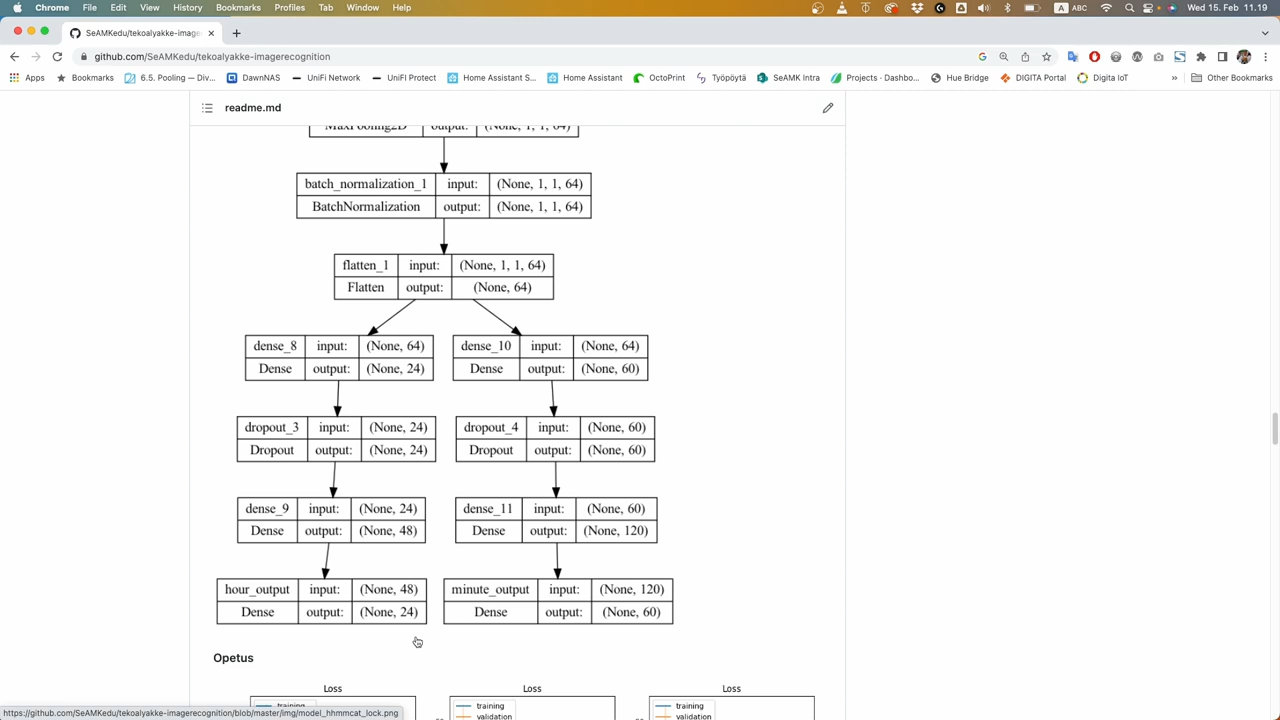 Chrome File Edit View History Bookmarks Profiles Tab Window Help
A ABC Wed 15. Feb 11.19
SeAMKedu/tekoalyakke-image
github.com/SeAMKedu/tekoalyakke-imagerecognition
Apps Bookmarks 6.5. Pooling — Div... DawnNAS UniFi Network UniFI Protect Home Assistant S... Home Assistant OctoPrint Työpöytä SeAMK Intra Projects · Dashbo... Hue Bridge DIGITA Portal Digita IoT » Other Bookmarks
readme.md
MaxPooling2D output: (None, 1, 1, 64)
batch_normalization_1 input: (None, 1, 1, 64)
BatchNormalization output: (None, 1, 1, 64)
flatten_1 input: (None, 1, 1, 64)
Flatten output: (None, 64)
dense_8 input: (None, 64) dense_10 input: (None, 64)
Dense output: (None, 24) Dense output: (None, 60)
dropout_3 input: (None, 24) dropout_4 input: (None, 60)
Dropout output: (None, 24) Dropout output: (None, 60)
dense_9 input: (None, 24) dense_11 input: (None, 60)
Dense output: (None, 48) Dense output: (None, 120)
hour_output input: (None, 48) minute_output input: (None, 120)
Dense output: (None, 24) Dense output: (None, 60)
Opetus
Loss Loss Loss
training training training
validation validation
https://github.com/SeAMKedu/tekoalyakke-imagerecognition/blob/master/img/model_hhmmcat_lock.png